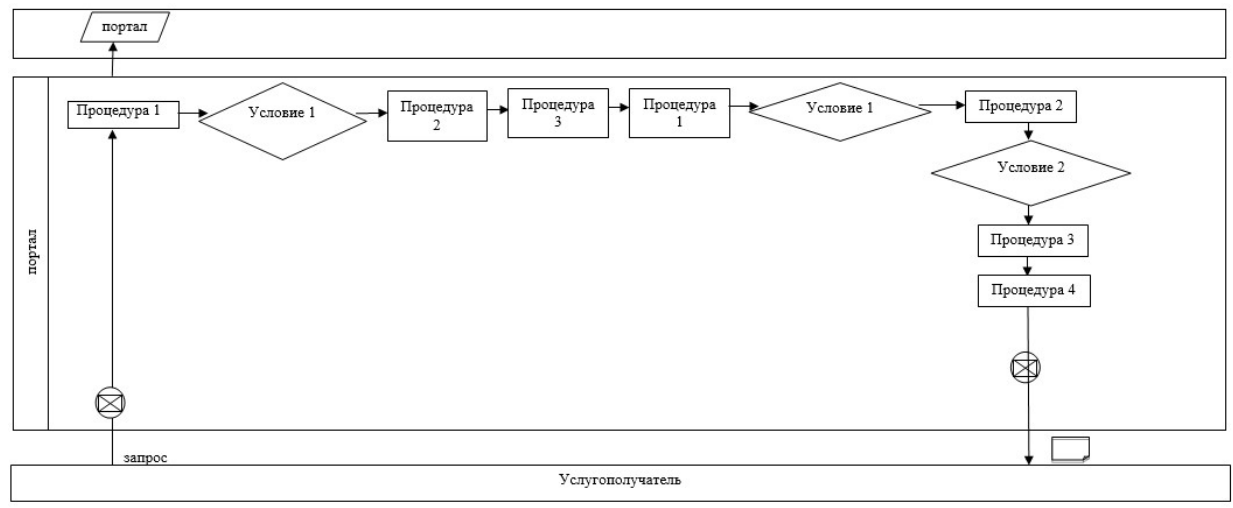 портал
Процедура 1
Условие 1
Процедура
2
Процедура
3
Процедура
1
Условие 1
Процедура 2
Условие 2
Процедура 3
Процедура 4
портал
запрос
Услугополучатель